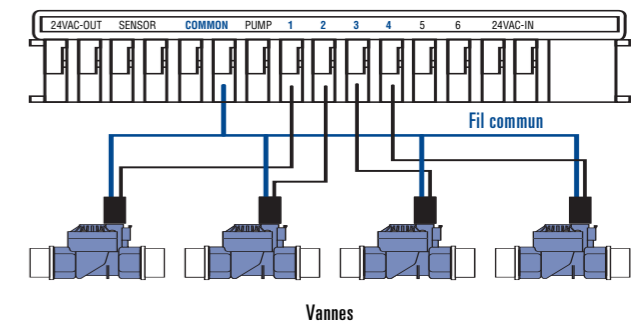 24VAC-OUT SENSOR COMMON PUMP 1 2 3 4 5 6 24VAC-IN
Fil commun
Vannes